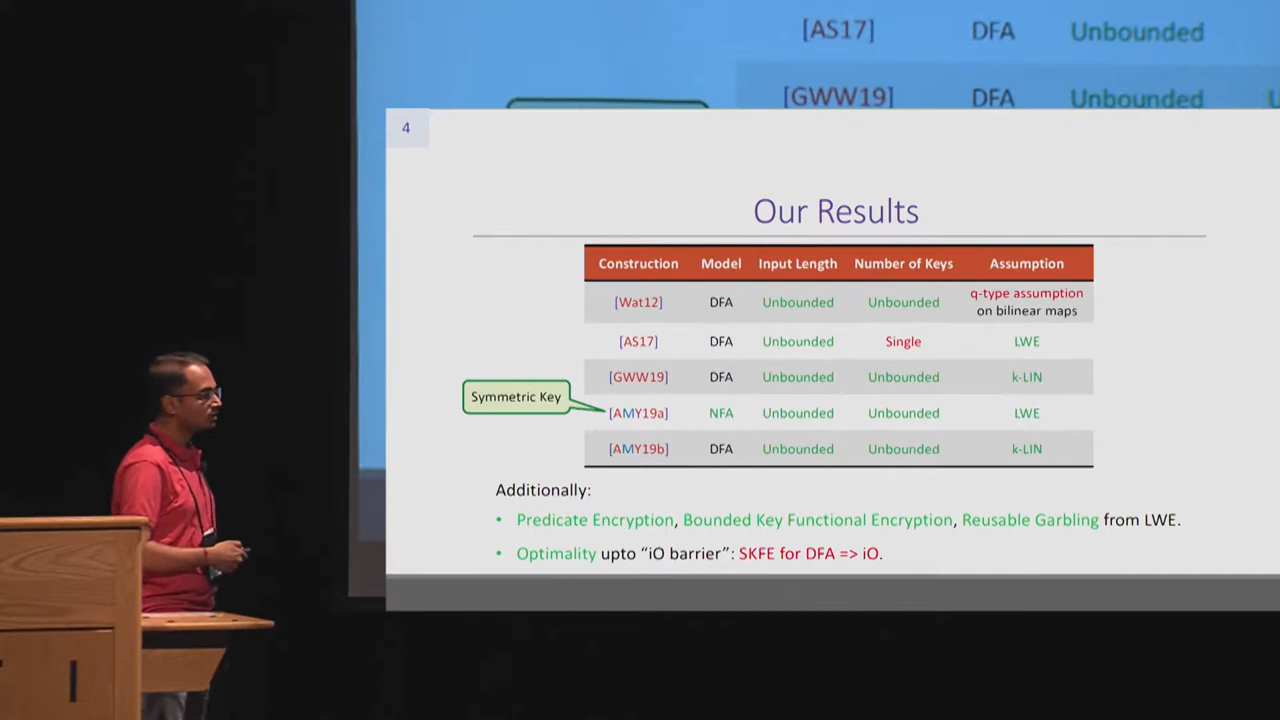 [AS17] DFA Unbounded
[GWW19] DFA Unbounded
4
Our Results
Construction Model Input Length Number of Keys Assumption
[Wat12] DFA Unbounded Unbounded q-type assumption
on bilinear maps
[AS17] DFA Unbounded Single LWE
[GWW19] DFA Unbounded Unbounded k-LIN
Symmetric Key
[AMY19a] NFA Unbounded Unbounded LWE
[AMY19b] DFA Unbounded Unbounded k-LIN
Additionally:
• Predicate Encryption, Bounded Key Functional Encryption, Reusable Garbling from LWE.
• Optimality upto “iO barrier”: SKFE for DFA => iO.